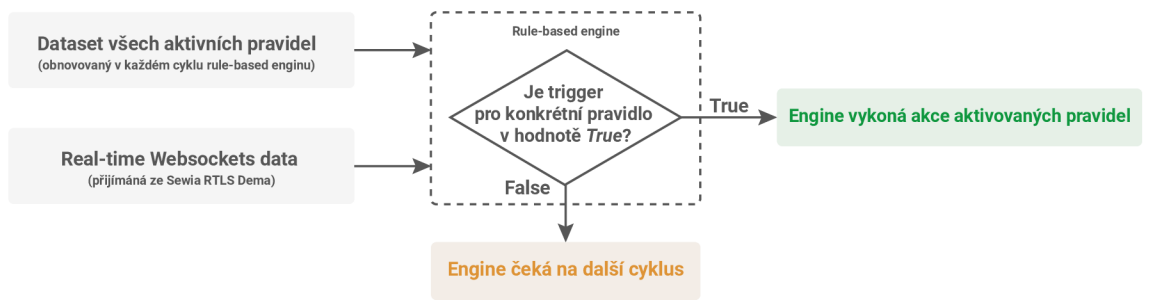 Dataset všech aktivních pravidel
(obnovovaný v každém cyklu rule-based enginu)
Real-time Websockets data
(přijímáná ze Sewia RTLS Dema)
Rule-based engine
Je trigger
pro konkrétní pravidlo
v hodnotě True?
True
False
Engine vykoná akce aktivovaných pravidel
Engine čeká na další cyklus